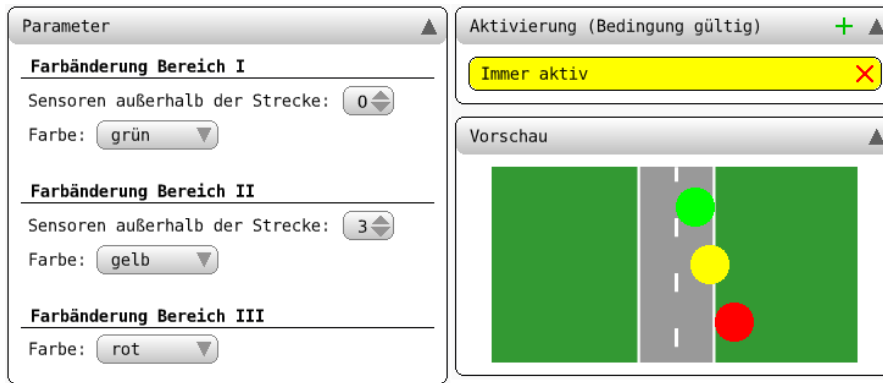 Parameter
Farbänderung Bereich I
Sensoren außerhalb der Strecke: 0
Farbe: grün
Farbänderung Bereich II
Sensoren außerhalb der Strecke: 3
Farbe: gelb
Farbänderung Bereich III
Farbe: rot
Aktivierung (Bedingung gültig)
Immer aktiv
Vorschau